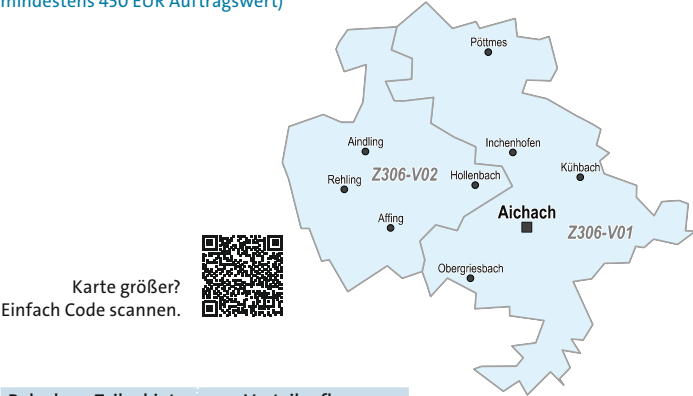 mindestens 450 EUR Auftragswert)
Pöttmes
Aindling
Inchenhofen
Rehling
Z306-V02
Hollenbach
Kühbach
Affing
Aichach
Z306-V01
Obergriesbach
Karte größer?
Einfach Code scannen.